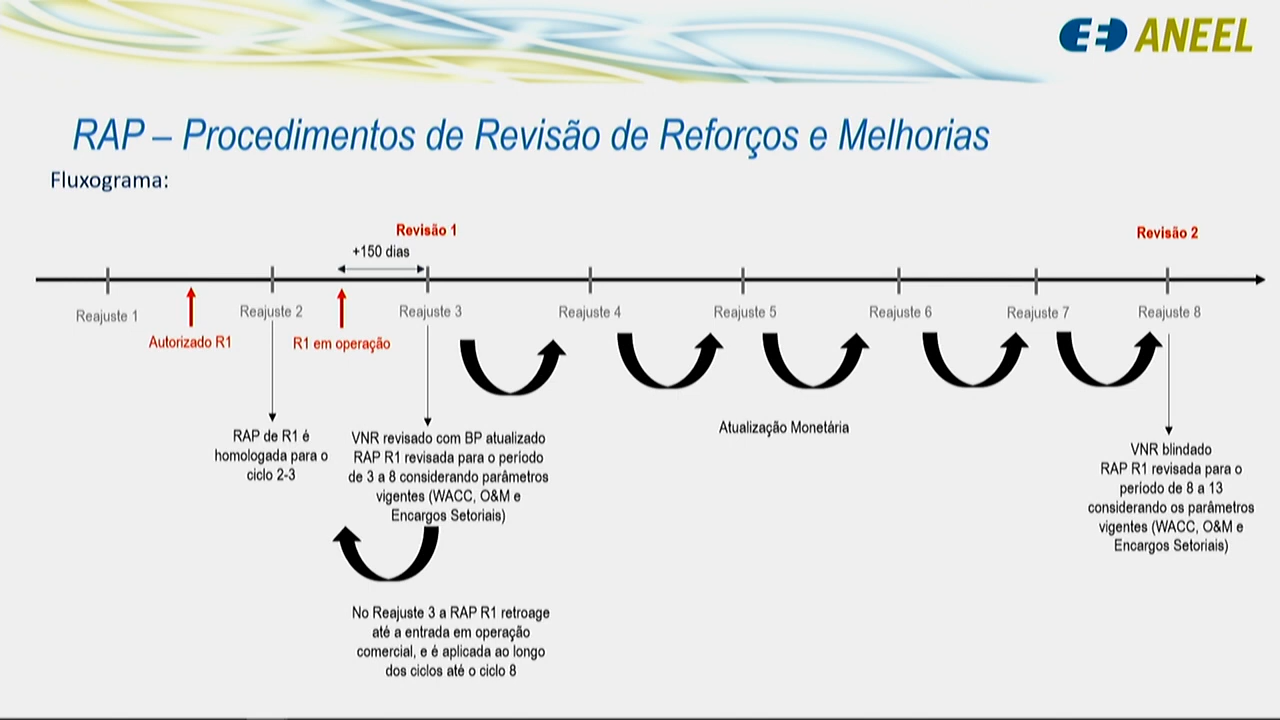 ANEEL
RAP – Procedimentos de Revisão de Reforços e Melhorias
Fluxograma:
Revisão 1
Revisão 2
+150 dias
Reajuste 1
Reajuste 2
Reajuste 3
Reajuste 4
Reajuste 5
Reajuste 6
Reajuste 7
Reajuste 8
Autorizado R1
R1 em operação
RAP de R1 é
homologada para o
ciclo 2-3
VNR revisado com BP atualizado
RAP R1 revisada para o período
de 3 a 8 considerando parâmetros
vigentes (WACC, O&M e
Encargos Setoriais)
Atualização Monetária
VNR blindado
RAP R1 revisada para o
período de 8 a 13
considerando os parâmetros
vigentes (WACC, O&M e
Encargos Setoriais)
No Reajuste 3 a RAP R1 retroage
até a entrada em operação
comercial, e é aplicada ao longo
dos ciclos até o ciclo 8